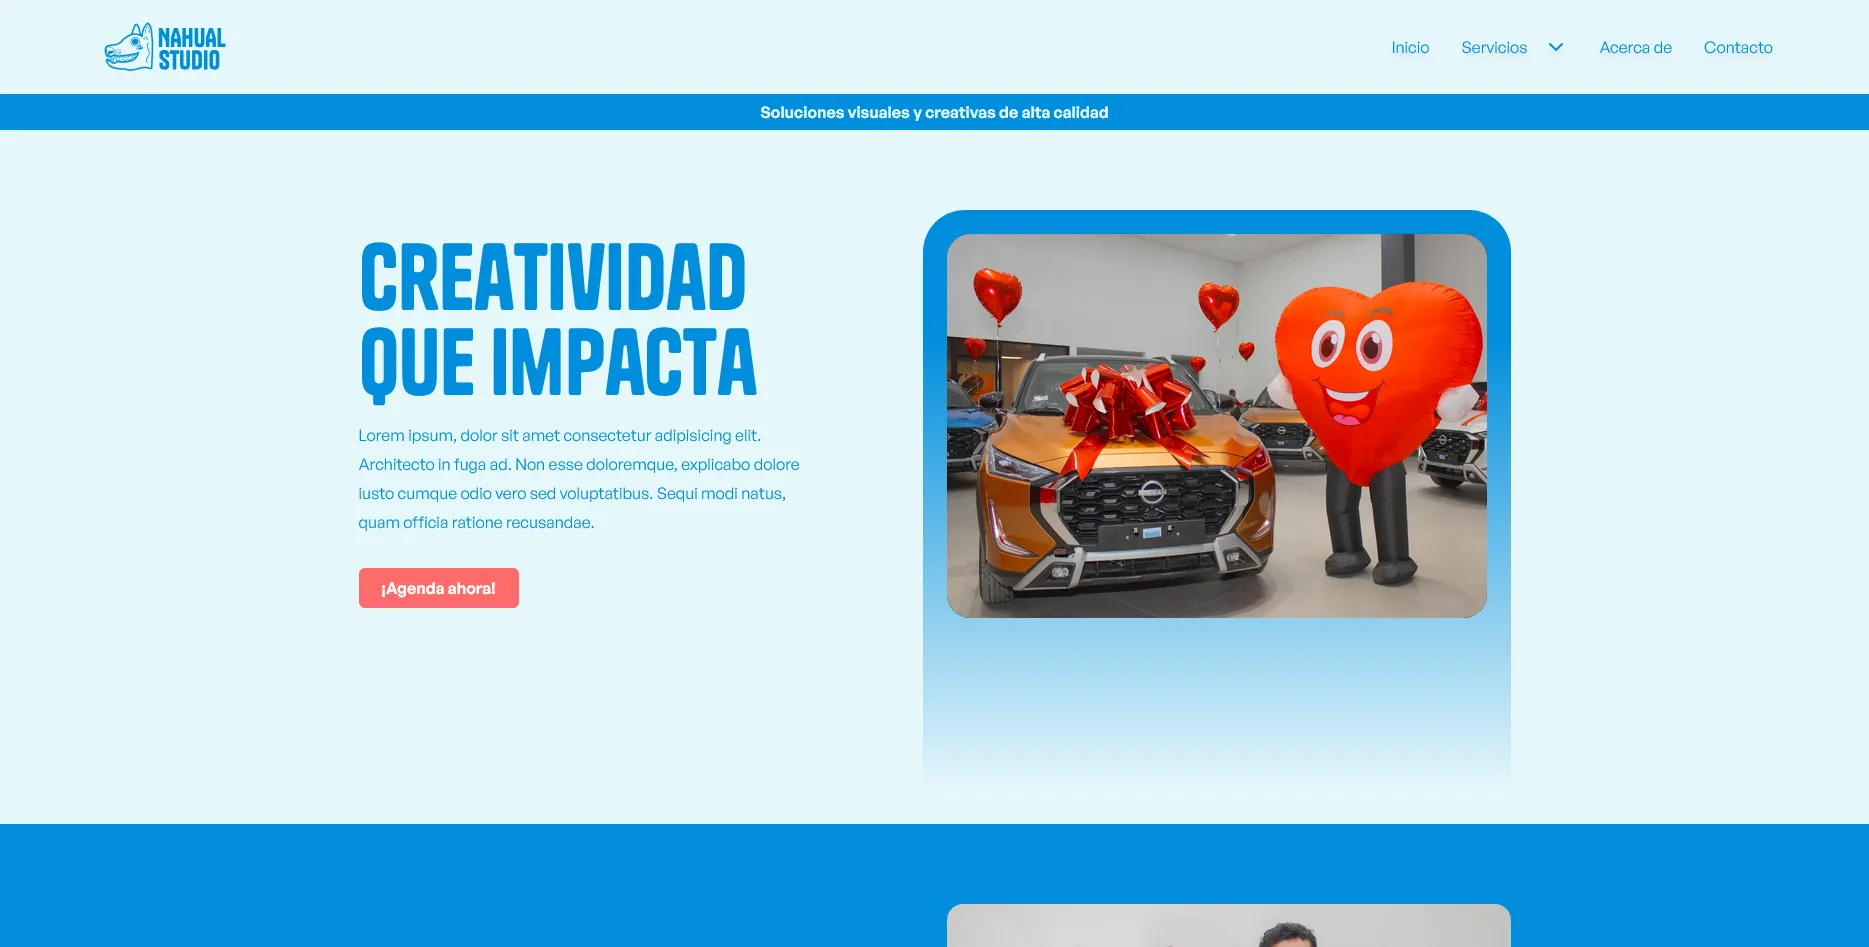 NAHUAL
STUDIO
Inicio
Servicios
Acerca de
Contacto
Soluciones visuales y creativas de alta calidad
CREATIVIDAD
QUE IMPACTA
Lorem ipsum, dolor sit amet consectetur adipisicing elit.
Architecto in fuga ad. Non esse doloremque, explicabo dolore
iusto cumque odio vero sed voluptatibus. Sequi modi natus,
quam officia ratione recusandae.
¡Agenda ahora!
NISSAN